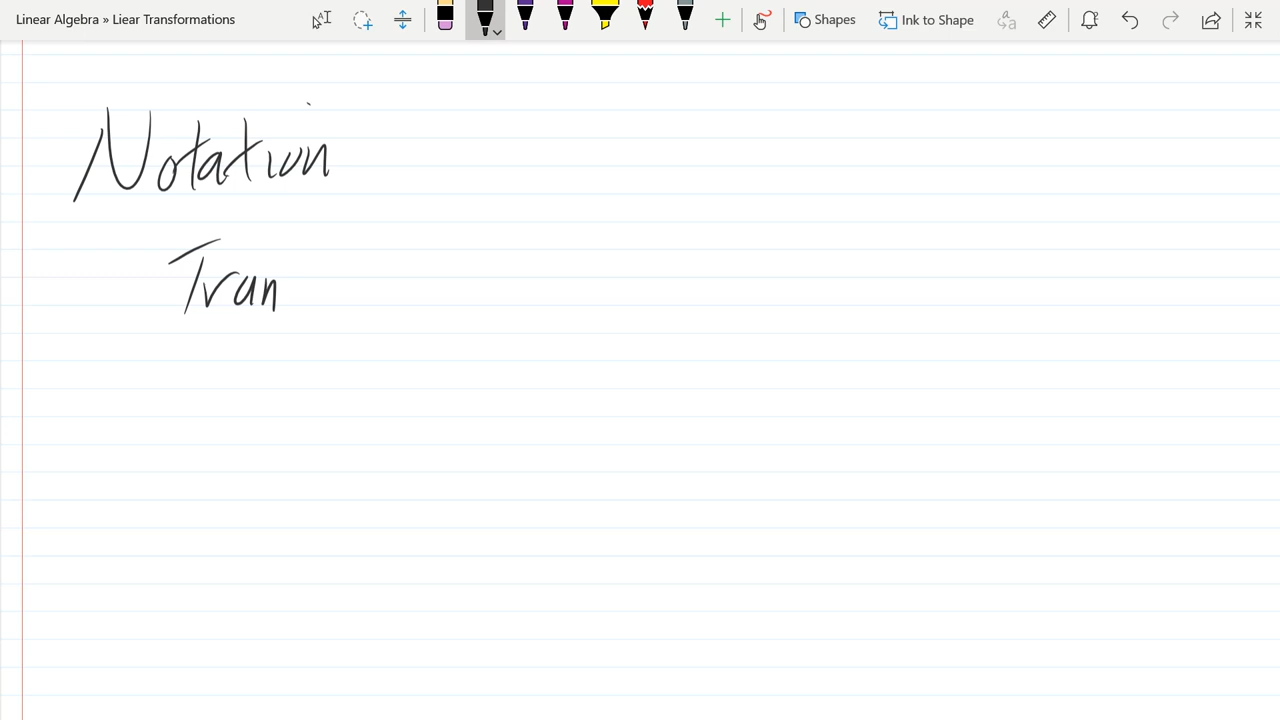 Linear Algebra » Liear Transformations
Shapes
Ink to Shape
Notation
Tran